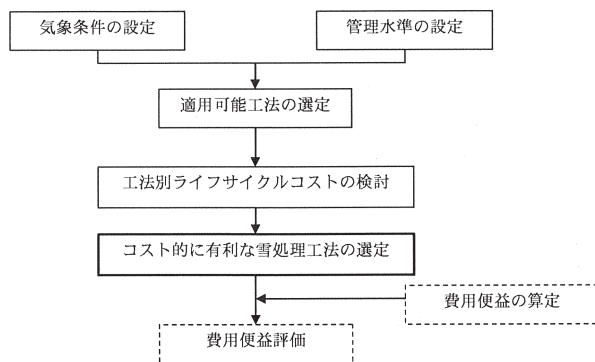 気象条件の設定
管理水準の設定
適用可能工法の選定
工法別ライフサイクルコストの検討
コスト的に有利な雪処理工法の選定
費用便益の算定
費用便益評価